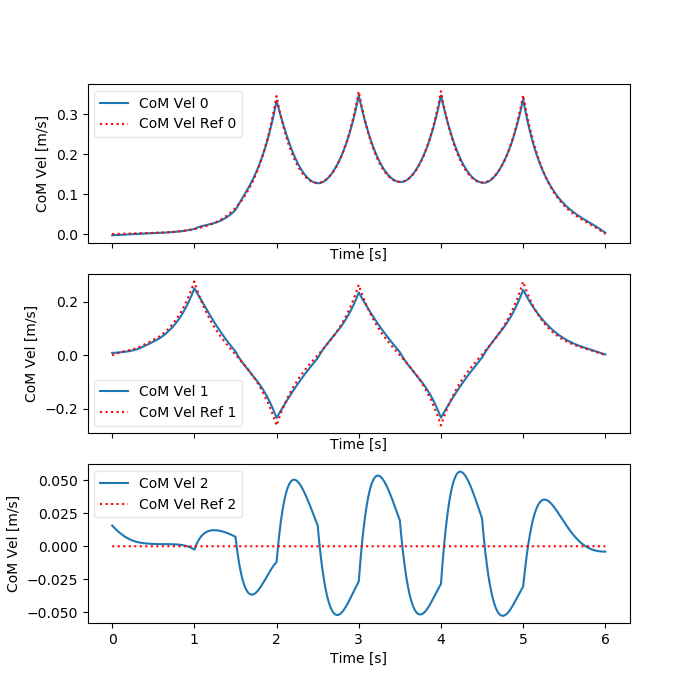 CoM Vel [m/s]
0.3
0.2
0.1
0.0
CoM Vel 0
CoM Vel Ref 0
Time [s]
CoM Vel [m/s]
0.2
0.0
−0.2
CoM Vel 1
CoM Vel Ref 1
Time [s]
CoM Vel [m/s]
0.050
0.025
0.000
−0.025
−0.050
CoM Vel 2
CoM Vel Ref 2
0 1 2 3 4 5 6
Time [s]